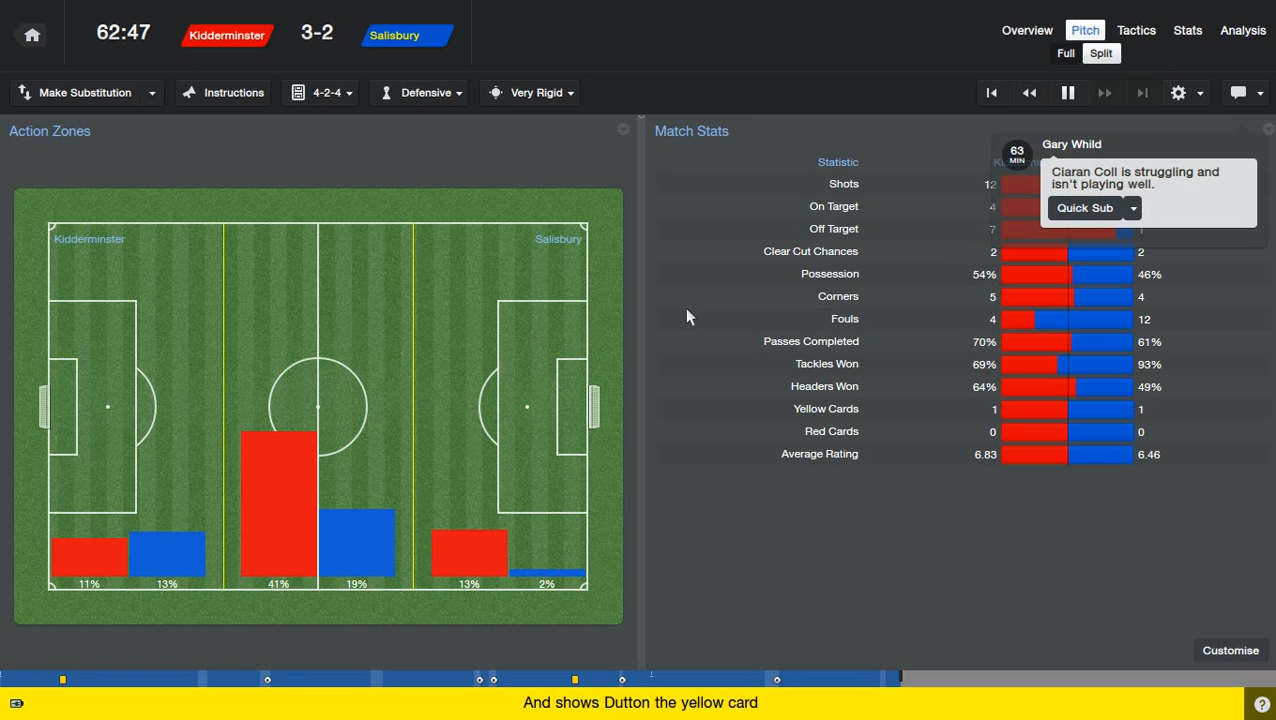 62:47
Kidderminster
3-2
Salisbury
Overview
Pitch
Tactics
Stats
Analysis
Full
Split
Make Substitution
Instructions
4-2-4
Defensive
Very Rigid
Action Zones
Kidderminster
Salisbury
11%
13%
41%
19%
13%
2%
Match Stats
63
MIN
Gary Whild
Ciaran Coll is struggling and
isn't playing well.
Quick Sub
Statistic
Shots 12
On Target 4
Off Target 7 1
Clear Cut Chances 2 2
Possession 54% 46%
Corners 5 4
Fouls 4 12
Passes Completed 70% 61%
Tackles Won 69% 93%
Headers Won 64% 49%
Yellow Cards 1 1
Red Cards 0 0
Average Rating 6.83 6.46
Customise
And shows Dutton the yellow card
?